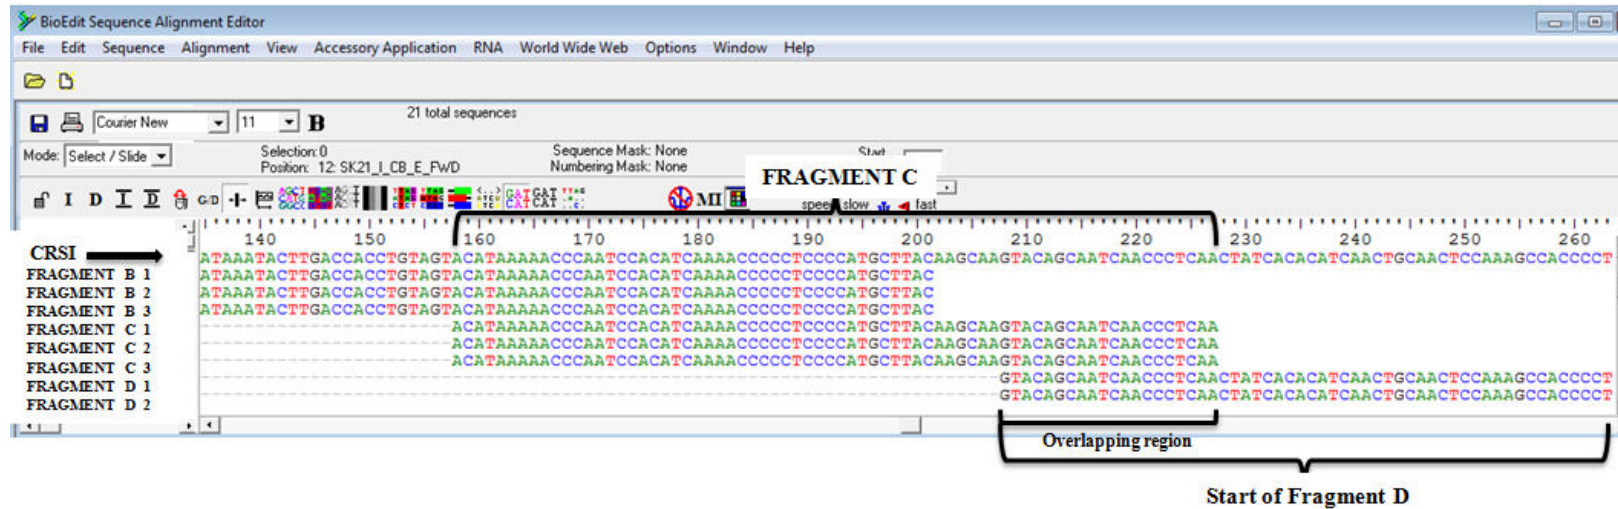 BioEdit Sequence Alignment Editor
File Edit Sequence Alignment View Accessory Application RNA World Wide Web Options Window Help
Courier New 11 B 21 total sequences
Mode: Select / Slide Selection: 0 Sequence Mask: None Start
Position: 12: SK21_I_CB_E_FWD Numbering Mask: None
FRAGMENT C
I D I D G/D MI speed slow fast
140 150 160 170 180 190 200 210 220 230 240 250 260
CRSI ATAAATACTTGACCACCTGTAGTACATAAAAACCCAATCCACATCAAAACCCCCTCCCCATGCTTACAAGCAAGTACAGCAATCAACCCTCAACTATCACACATCAACTGCAACTCCAAAGCCACCCCT
FRAGMENT B 1 ATAAATACTTGACCACCTGTAGTACATAAAAACCCAATCCACATCAAAACCCCCTCCCCATGCTTAC
FRAGMENT B 2 ATAAATACTTGACCACCTGTAGTACATAAAAACCCAATCCACATCAAAACCCCCTCCCCATGCTTAC
FRAGMENT B 3 ATAAATACTTGACCACCTGTAGTACATAAAAACCCAATCCACATCAAAACCCCCTCCCCATGCTTAC
FRAGMENT C 1 ACATAAAAACCCAATCCACATCAAAACCCCCTCCCCATGCTTACAAGCAAGTACAGCAATCAACCCTCAA
FRAGMENT C 2 ACATAAAAACCCAATCCACATCAAAACCCCCTCCCCATGCTTACAAGCAAGTACAGCAATCAACCCTCAA
FRAGMENT C 3 ACATAAAAACCCAATCCACATCAAAACCCCCTCCCCATGCTTACAAGCAAGTACAGCAATCAACCCTCAA
FRAGMENT D 1 GTACAGCAATCAACCCTCAACTATCACACATCAACTGCAACTCCAAAGCCACCCCT
FRAGMENT D 2 GTACAGCAATCAACCCTCAACTATCACACATCAACTGCAACTCCAAAGCCACCCCT
Overlapping region
Start of Fragment D